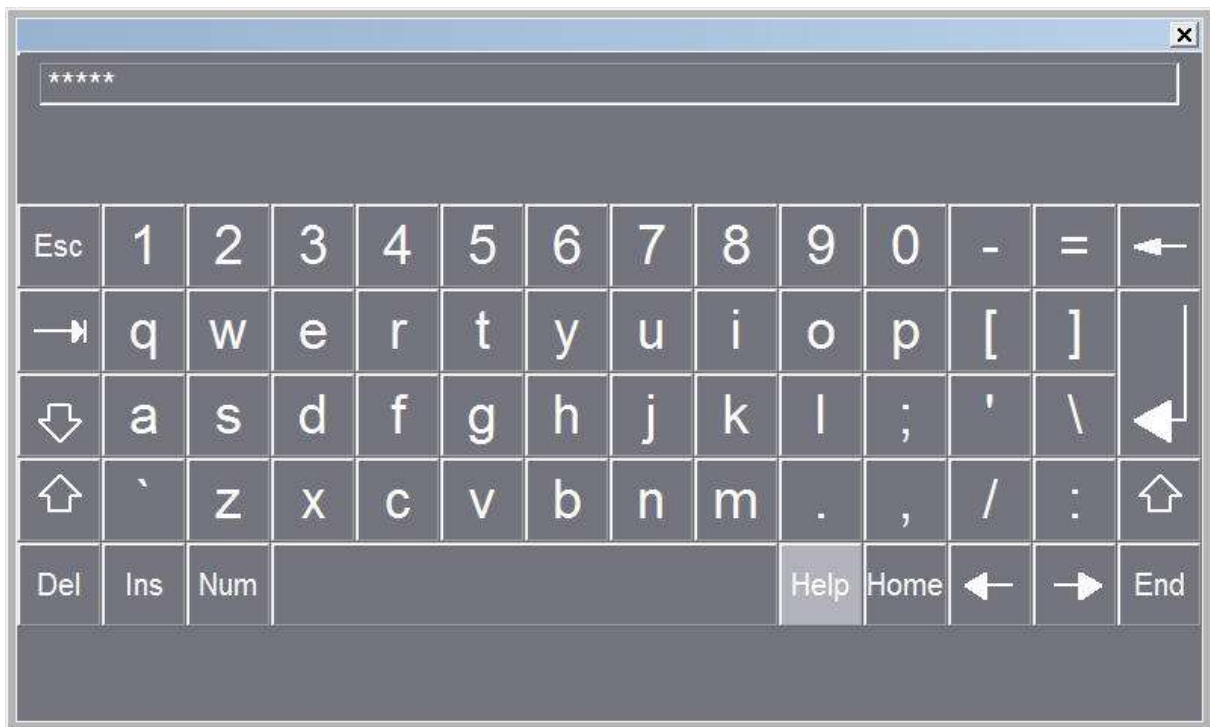 *****
Esc 1 2 3 4 5 6 7 8 9 0 - =
q w e r t y u i o p [ ]
a s d f g h j k l ; ' \
` z x c v b n m . , / :
Del Ins Num Help Home End